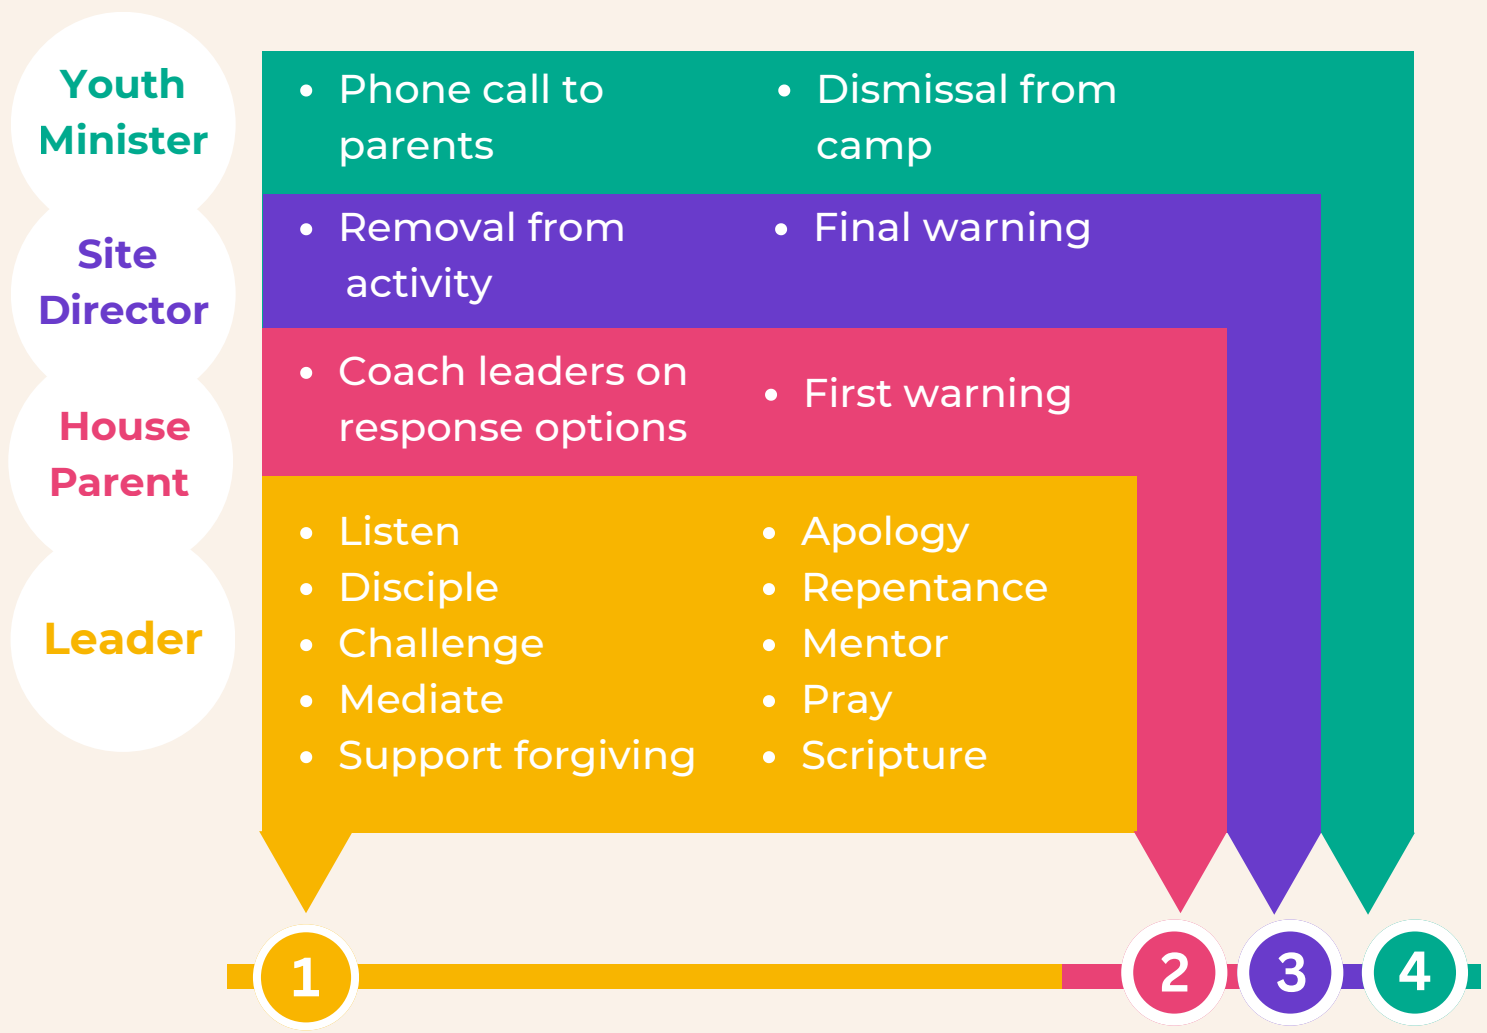 Youth
Minister
• Phone call to
parents
• Dismissal from
camp
Site
Director
• Removal from
activity
• Final warning
House
Parent
• Coach leaders on
response options
• First warning
Leader
• Listen
• Disciple
• Challenge
• Mediate
• Support forgiving
• Apology
• Repentance
• Mentor
• Pray
• Scripture
1
2
3
4